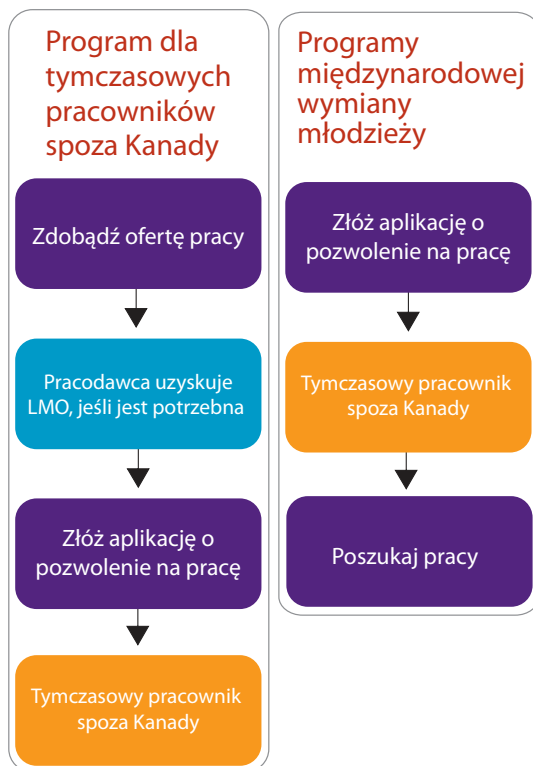 Program dla
tymczasowych
pracowników
spoza Kanady
Zdobądź ofertę pracy
Pracodawca uzyskuje
LMO, jeśli jest potrzebna
Złóż aplikację o
pozwolenie na pracę
Tymczasowy pracownik
spoza Kanady
Programy
międzynarodowej
wymiany
młodzieży
Złóż aplikację o
pozwolenie na pracę
Tymczasowy pracownik
spoza Kanady
Poszukaj pracy